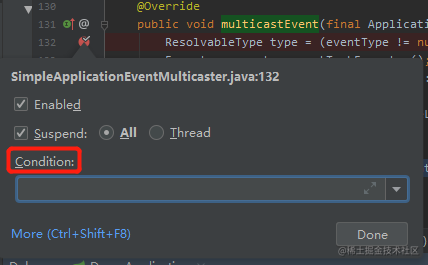 130
@Override
131
@
public void multicastEvent(final Applicati
132
ResolvableType type = (eventType != nu
SimpleApplicationEventMulticaster.java:132
Enabled
Suspend: All Thread
Condition:
More (Ctrl+Shift+F8)
Done
@稀土掘金技术社区